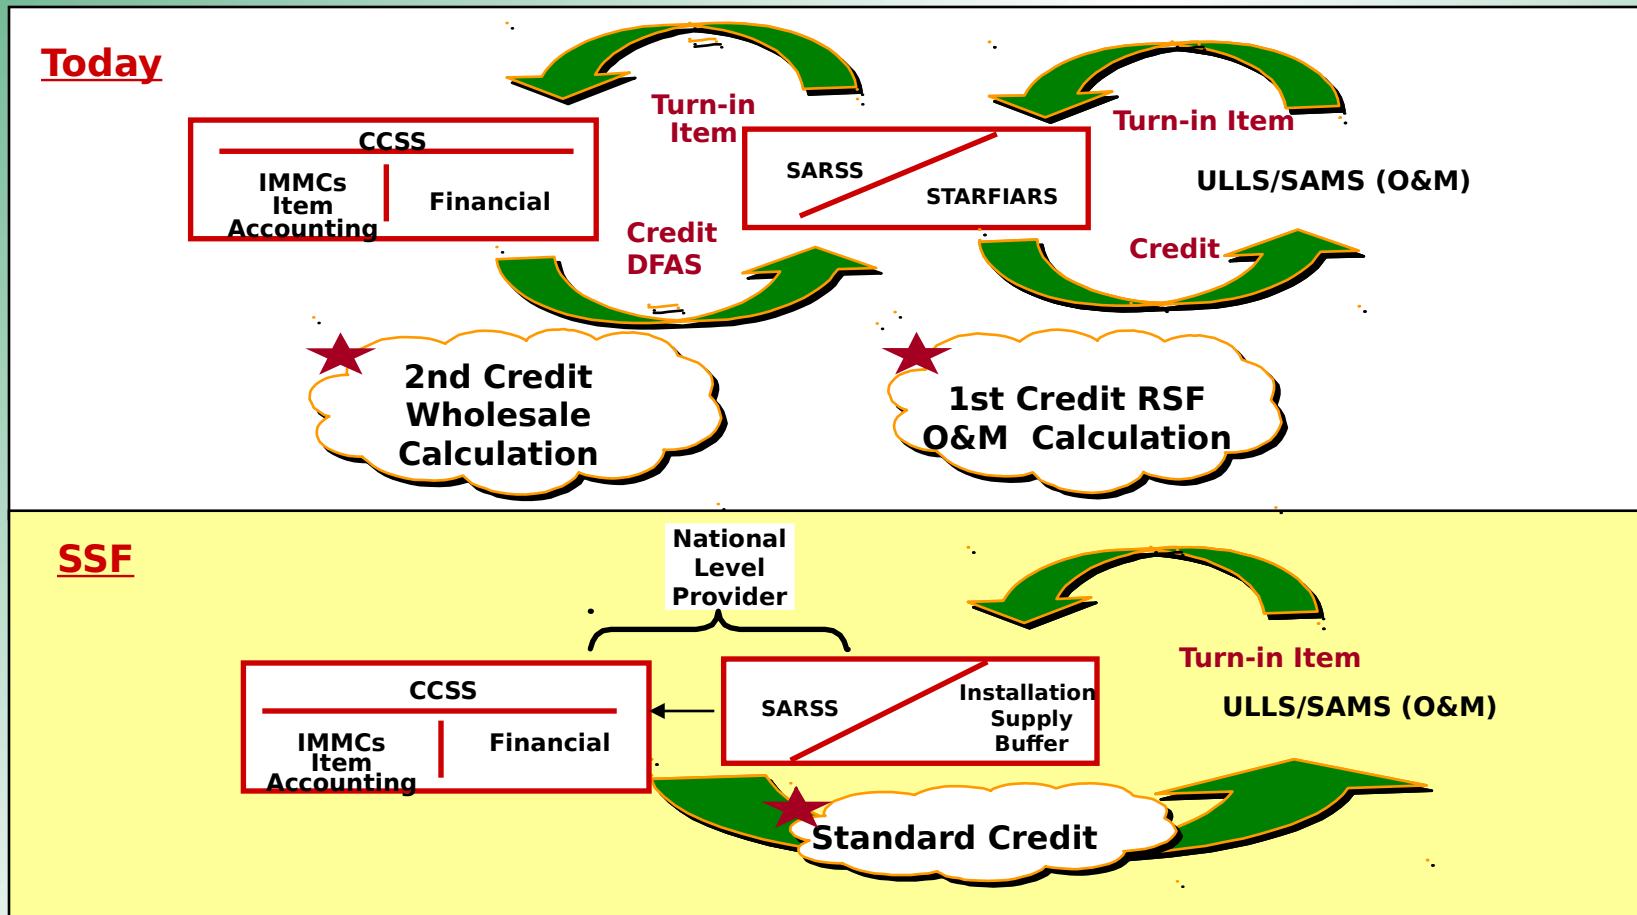 Today
Turn-in
Item
Turn-in Item
CCSS
IMMCs
Item
Accounting
Financial
SARSS
STARFIARS
ULLS/SAMS (O&M)
Credit
DFAS
Credit
2nd Credit
Wholesale
Calculation
1st Credit RSF
O&M  Calculation
SSF
National
Level
Provider
Turn-in Item
CCSS
IMMCs
Item
Accounting
Financial
SARSS
Installation
Supply
Buffer
ULLS/SAMS (O&M)
Standard Credit